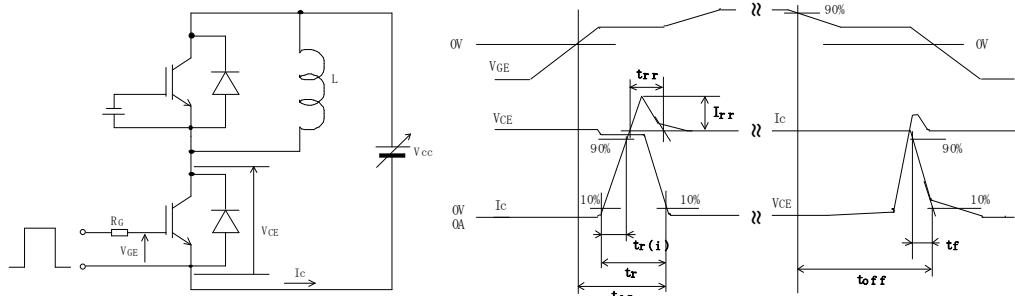 L
Vcc
RG
VGE
VCE
Ic
0V
VGE
90%
0V
trr
Irr
VCE
Ic
90%
90%
10%
10%
VCE
10%
0V
0A
Ic
tr(i)
tf
tr
toff